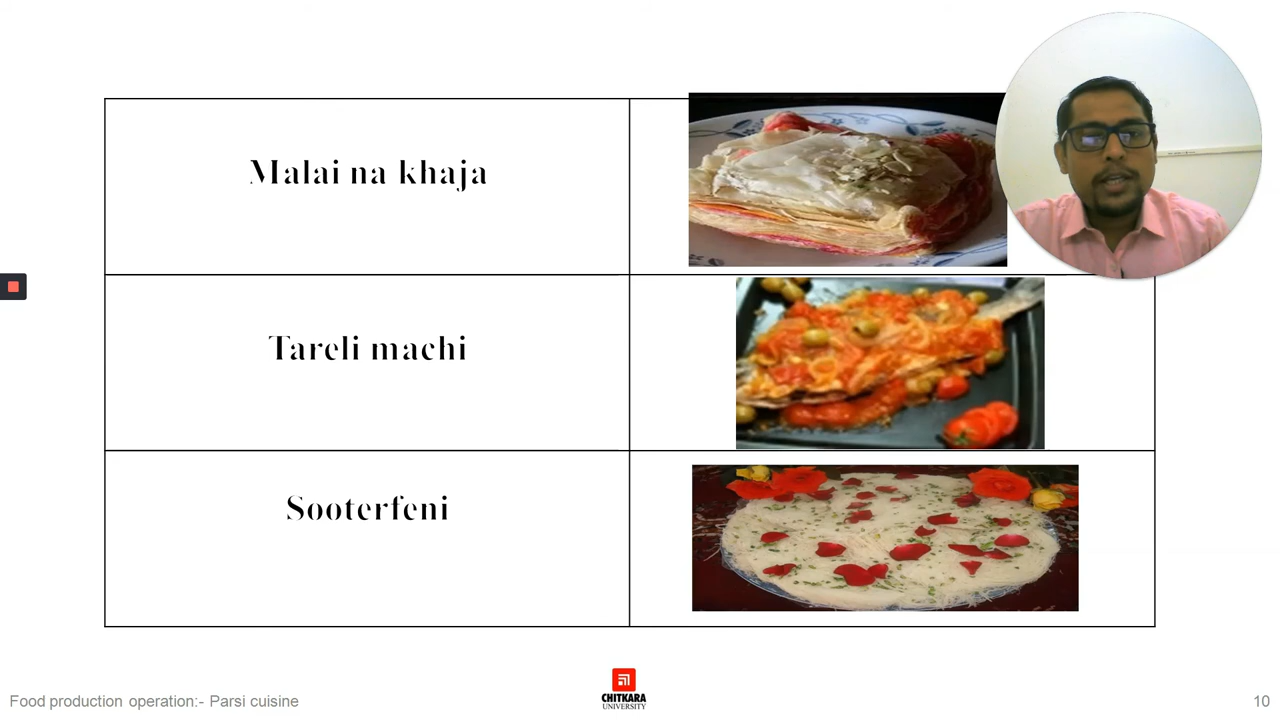 Malai na khaja
Tareli machi
Sooterfeni
Food production operation:- Parsi cuisine
CHITKARA
UNIVERSITY
10